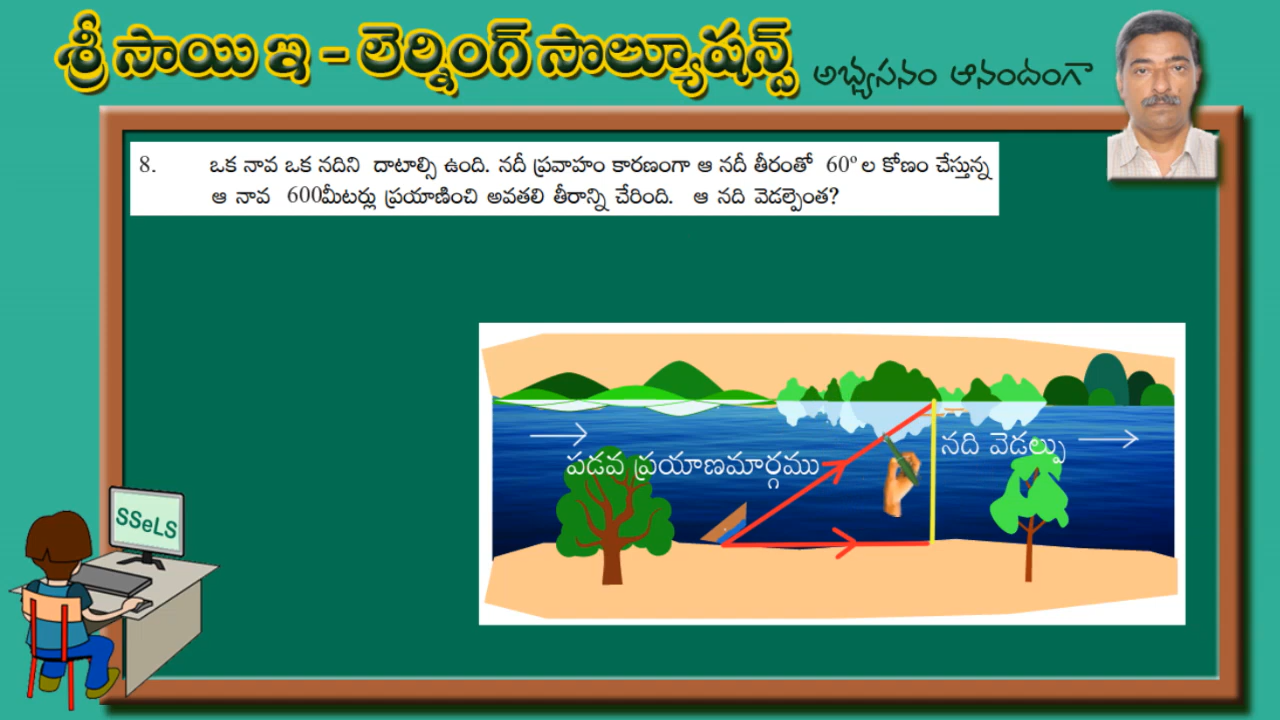 శ్రీ సాయి ఇ - లెర్నింగ్ సొల్యూషన్స్ అభ్యసనం ఆనందంగా
8. ఒక నావ ఒక నదిని దాటాల్సి ఉంది. నదీ ప్రవాహం కారణంగా ఆ నదీ తీరంతో 60° ల కోణం చేస్తున్న
ఆ నావ 600మీటర్లు ప్రయాణించి అవతలి తీరాన్ని చేరింది. ఆ నది వెడల్పెంత?
నది వెడల్పు
పడవ ప్రయాణమార్గము
SSeLS